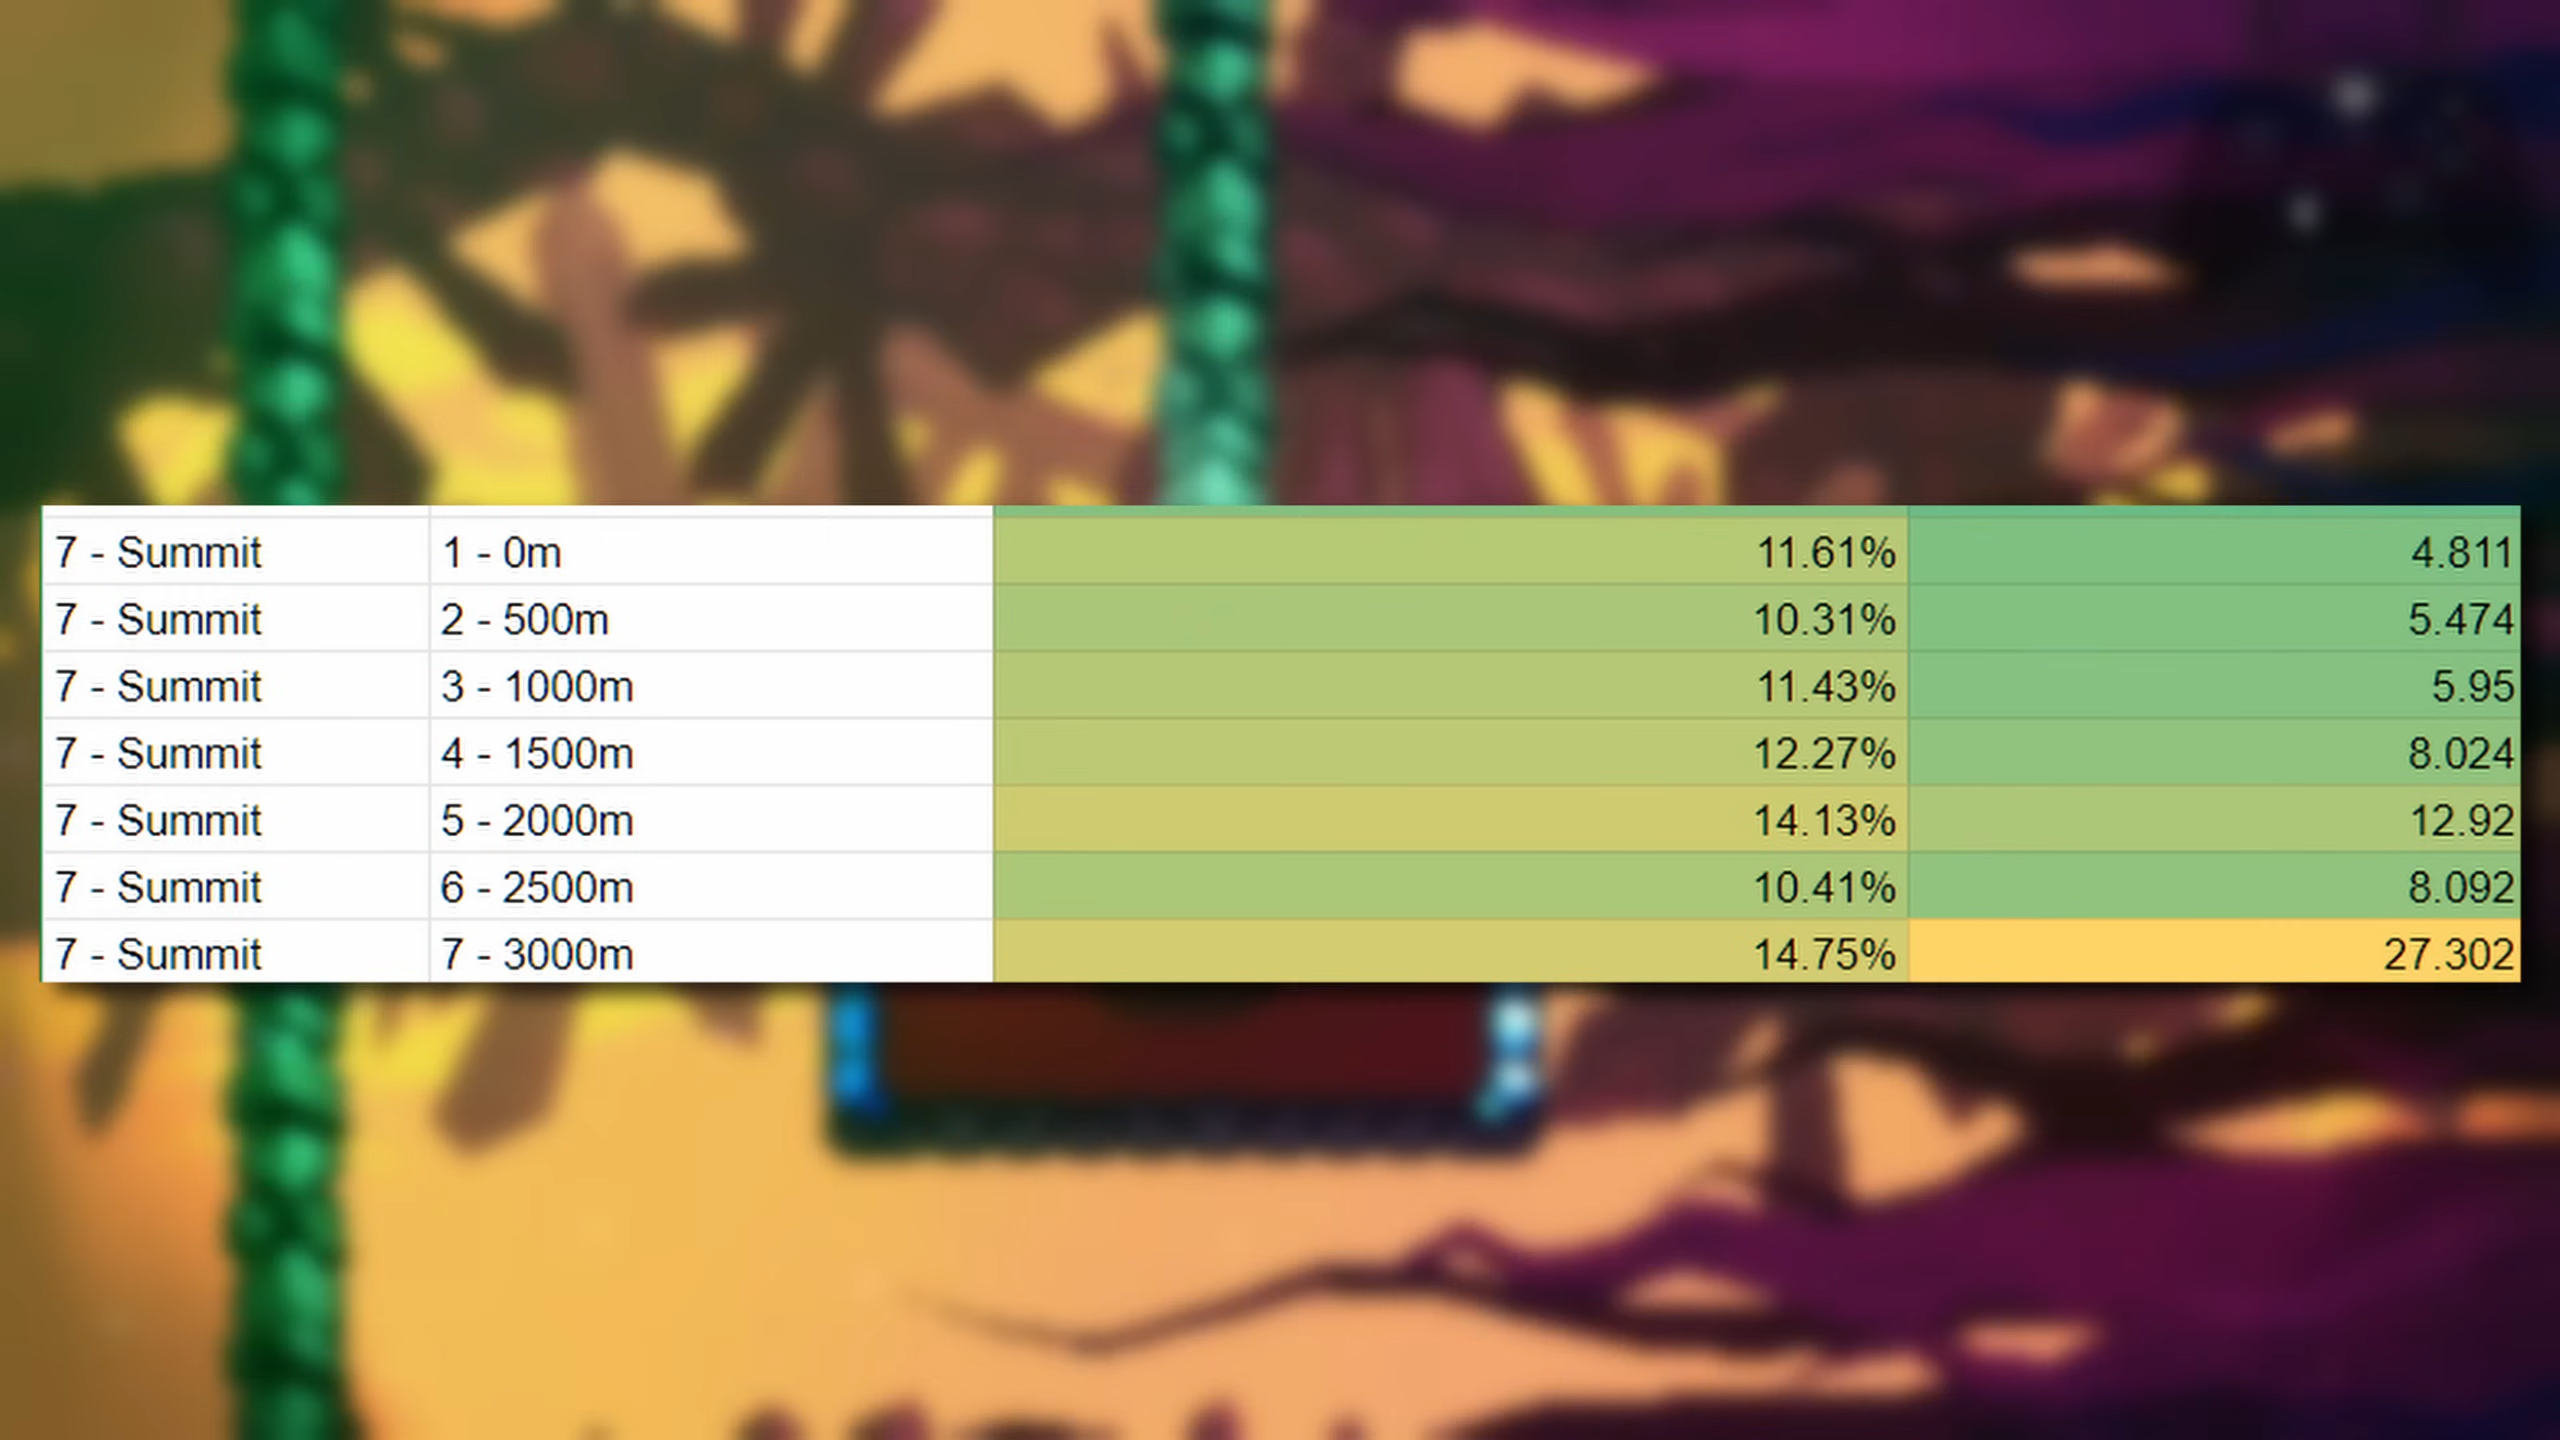 7 - Summit 1 - 0m 11.61% 4.811
7 - Summit 2 - 500m 10.31% 5.474
7 - Summit 3 - 1000m 11.43% 5.95
7 - Summit 4 - 1500m 12.27% 8.024
7 - Summit 5 - 2000m 14.13% 12.92
7 - Summit 6 - 2500m 10.41% 8.092
7 - Summit 7 - 3000m 14.75% 27.302